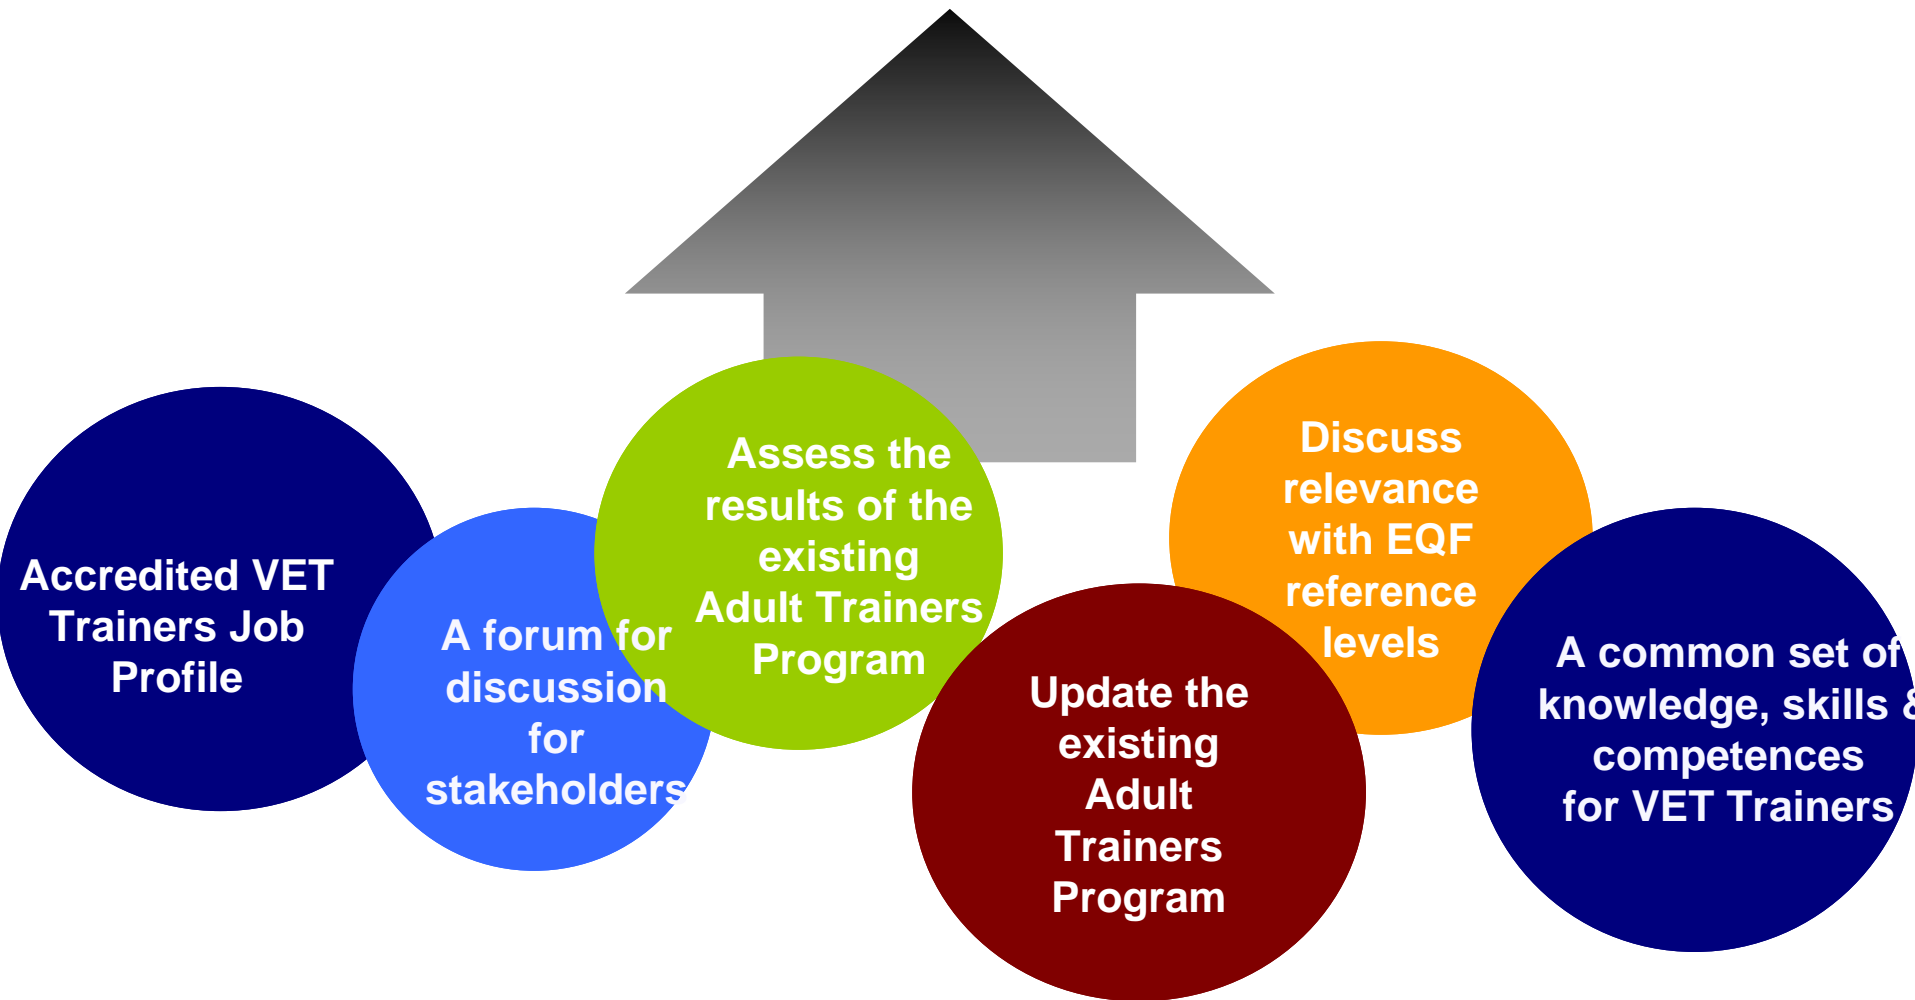 Accredited VET
Trainers Job
Profile
A forum for
discussion
for
stakeholders
Assess the
results of the
existing
Adult Trainers
Program
Update the
existing
Adult
Trainers
Program
Discuss
relevance
with EQF
reference
levels
A common set of
knowledge, skills &
competences
for VET Trainers